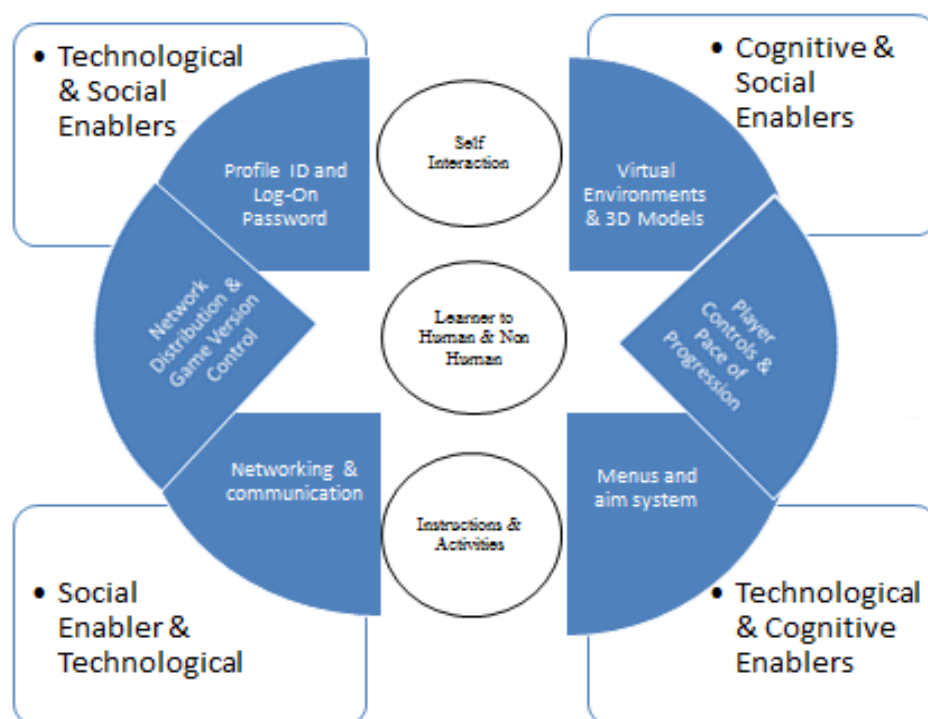 • Technological
& Social
Enablers
• Cognitive &
Social
Enablers
Profile ID and
Log-On
Password
Self
Interaction
Virtual
Environments
& 3D Models
Network
Distribution &
Game Version
Control
Learner to
Human & Non
Human
Player
Controls &
Pace of
Progression
Networking &
communication
Instructions &
Activities
Menus and
aim system
• Social
Enabler &
Technological
• Technological
& Cognitive
Enablers